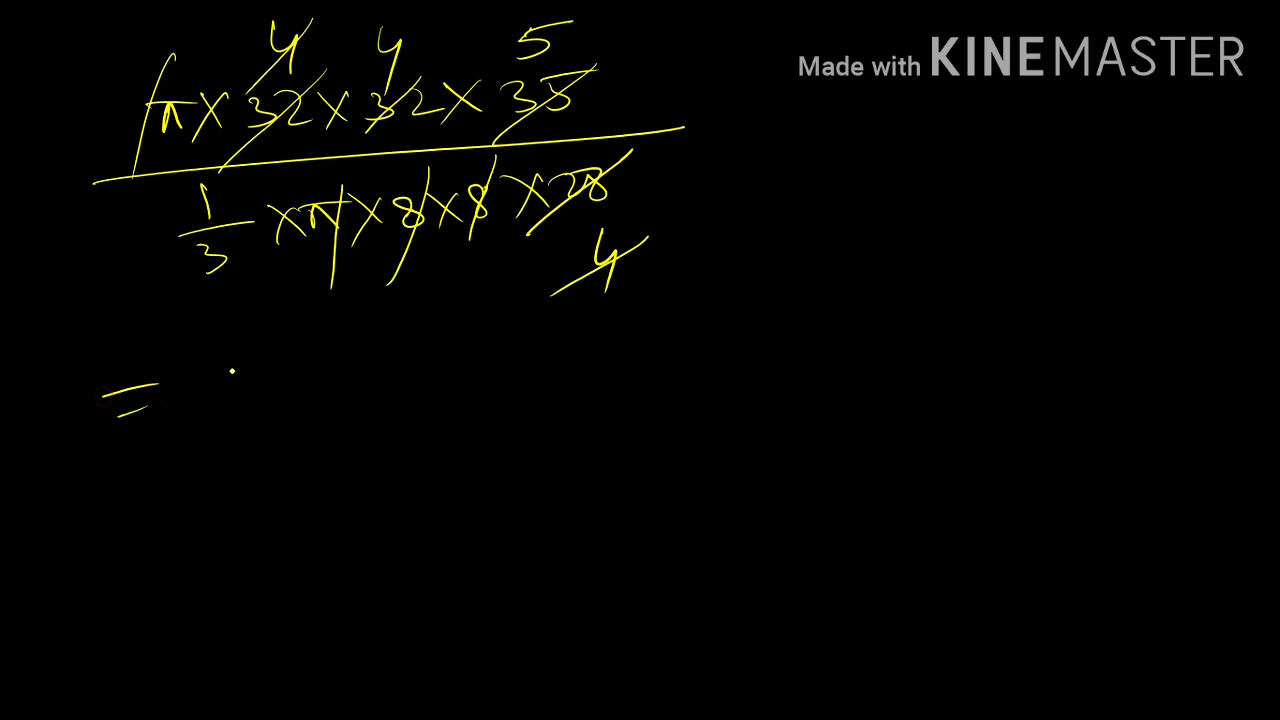 Made with KINEMASTER
4 4 5
π × 32 × 32 × 35
1/3 × π × 8 × 8 × 28
4
=